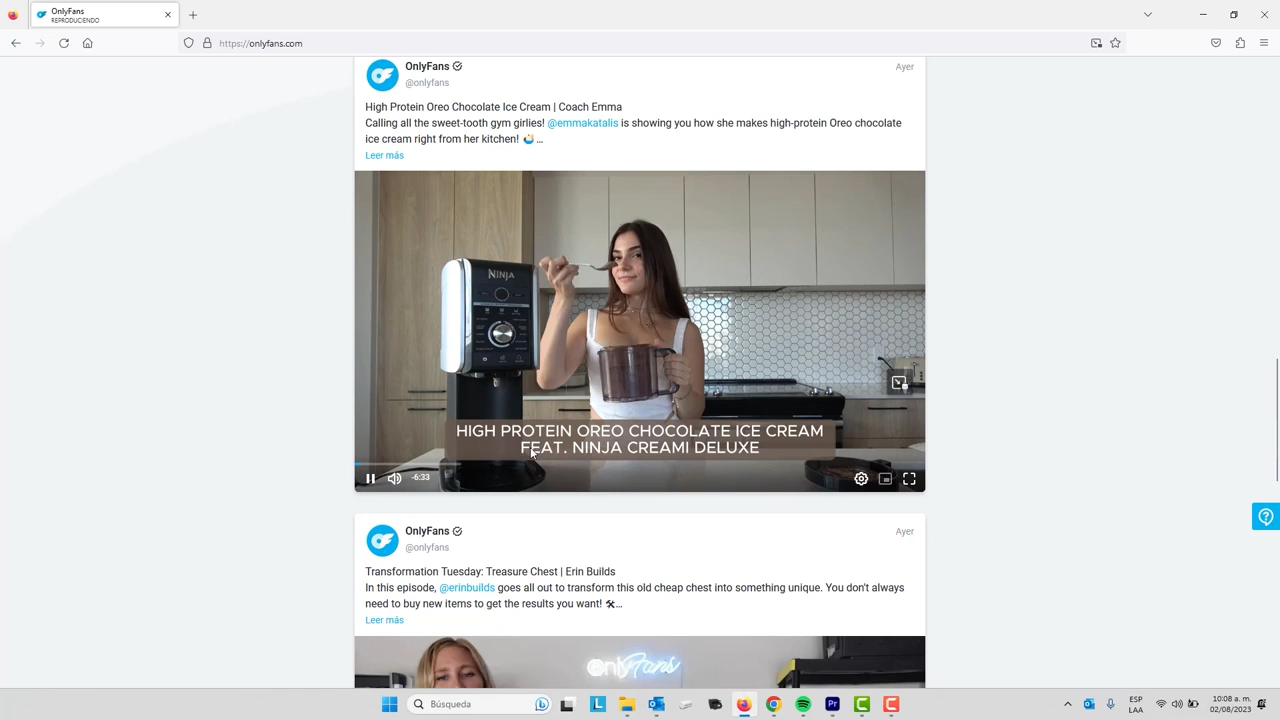 OnlyFans
REPRODUCIENDO
https://onlyfans.com
OnlyFans
@onlyfans
Ayer
High Protein Oreo Chocolate Ice Cream | Coach Emma
Calling all the sweet-tooth gym girlies! @emmakatalis is showing you how she makes high-protein Oreo chocolate
ice cream right from her kitchen! ...
Leer más
NINJA
HIGH PROTEIN OREO CHOCOLATE ICE CREAM
FEAT. NINJA CREAMI DELUXE
-6:33
OnlyFans
@onlyfans
Ayer
Transformation Tuesday: Treasure Chest | Erin Builds
In this episode, @erinbuilds goes all out to transform this old cheap chest into something unique. You don't always
need to buy new items to get the results you want! ...
Leer más
OnlyFans
Búsqueda
ESP
LAA
10:08 a. m.
02/08/2023